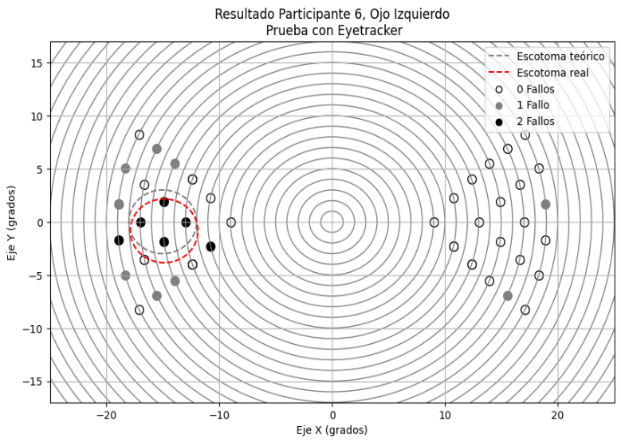 Resultado Participante 6, Ojo Izquierdo
Prueba con Eyetracker
Escotoma teórico
Escotoma real
0 Fallos
1 Fallo
2 Fallos
Eje Y (grados)
15
10
5
0
−5
−10
−15
−20
−10
0
10
20
Eje X (grados)